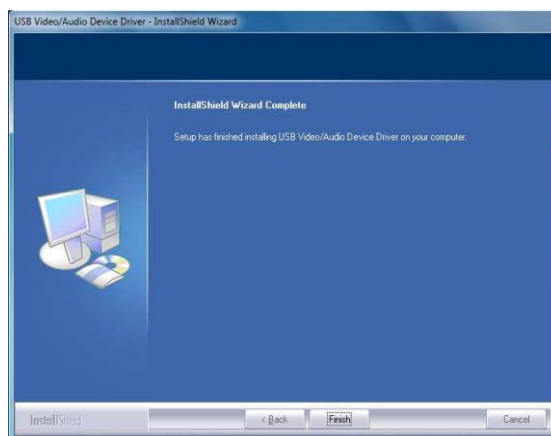 USB Video/Audio Device Driver - InstallShield Wizard
InstallShield Wizard Complete
Setup has finished installing USB Video/Audio Device Driver on your computer.
InstallShield
< Back
Finish
Cancel